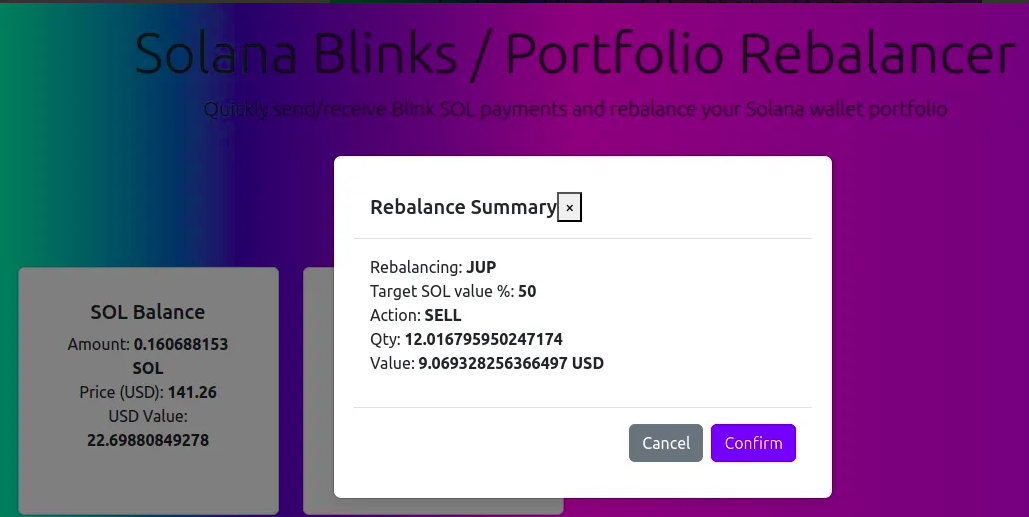 Solana Blinks / Portfolio Rebalancer
Quickly send/receive Blink SOL payments and rebalance your Solana wallet portfolio
Rebalance Summary ×
Rebalancing: JUP
Target SOL value %: 50
Action: SELL
Qty: 12.016795950247174
Value: 9.069328256366497 USD
Cancel Confirm
SOL Balance
Amount: 0.160688153
SOL
Price (USD): 141.26
USD Value:
22.69880849278